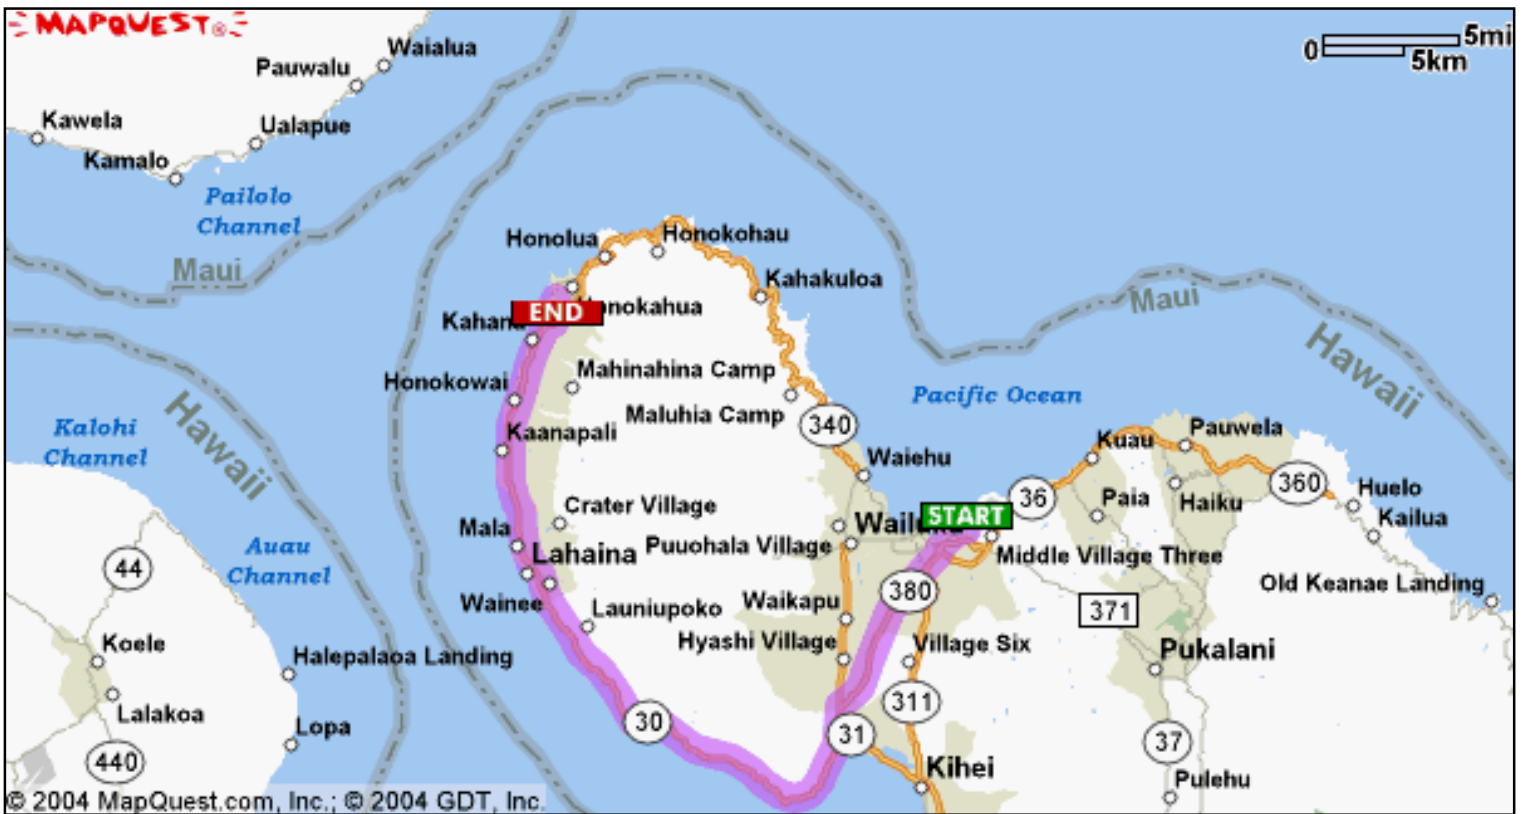 MAPQUEST®
0
5mi
5km
Waialua
Pauwalu
Kawela
Ualapue
Kamalo
Pailolo
Channel
Maui
Honolua
Honokohau
Kahakuloa
END
Kahana
Honokowai
Mahinahina Camp
Maluhia Camp
340
Kaanapali
Pacific Ocean
Maui
Hawaii
Hawaii
Kalohi
Channel
Waiehu
Kuau
Pauwela
START
36
Paia
Haiku
360
Huelo
Kailua
Crater Village
Mala
Lahaina
Puuohala Village
Middle Village Three
Old Keanae Landing
Auau
Channel
44
Wainee
Launiupoko
Waikapu
380
371
Hyashi Village
Village Six
Pukalani
Koele
Halepalaoa Landing
Lalakoa
Lopa
30
31
311
37
440
Kihei
Pulehu
© 2004 MapQuest.com, Inc.; © 2004 GDT, Inc.